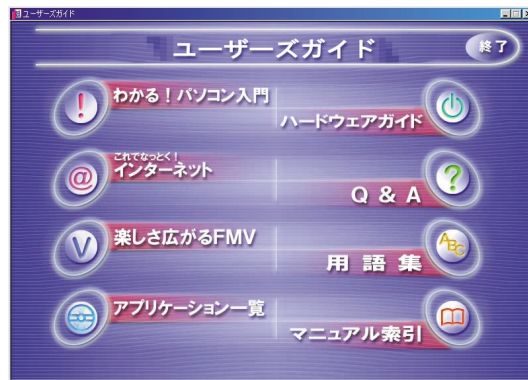 ユーザーズガイド
ユーザーズガイド
終了
! わかる!パソコン入門
ハードウェアガイド
@ これでなっとく!
インターネット
Q & A ?
V 楽しさ広がるFMV
用語集 ABC
アプリケーション一覧
マニュアル索引